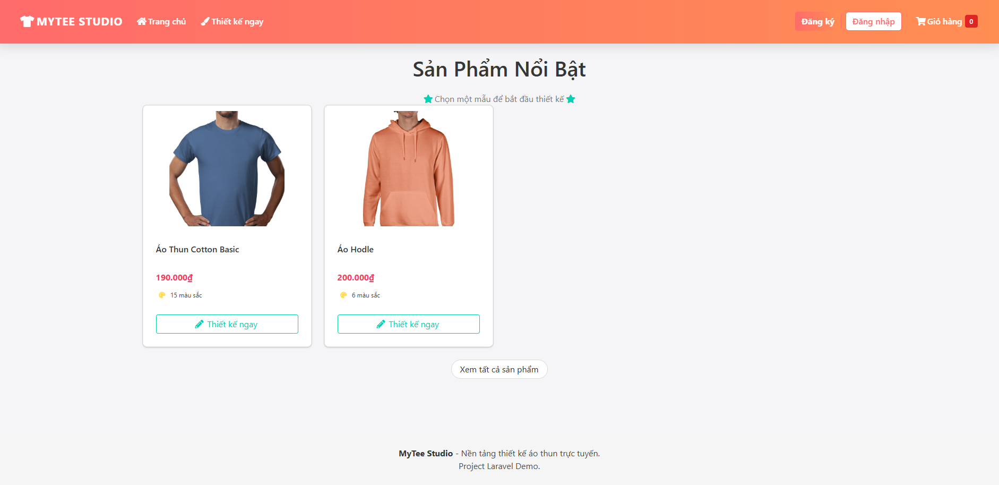 MYTEE STUDIO Trang chủ Thiết kế ngay Đăng ký Đăng nhập Giỏ hàng 0
Sản Phẩm Nổi Bật
Chọn một mẫu để bắt đầu thiết kế
Áo Thun Cotton Basic
190.000₫
15 màu sắc
Thiết kế ngay
Áo Hodle
200.000₫
6 màu sắc
Thiết kế ngay
Xem tất cả sản phẩm
MyTee Studio - Nền tảng thiết kế áo thun trực tuyến.
Project Laravel Demo.